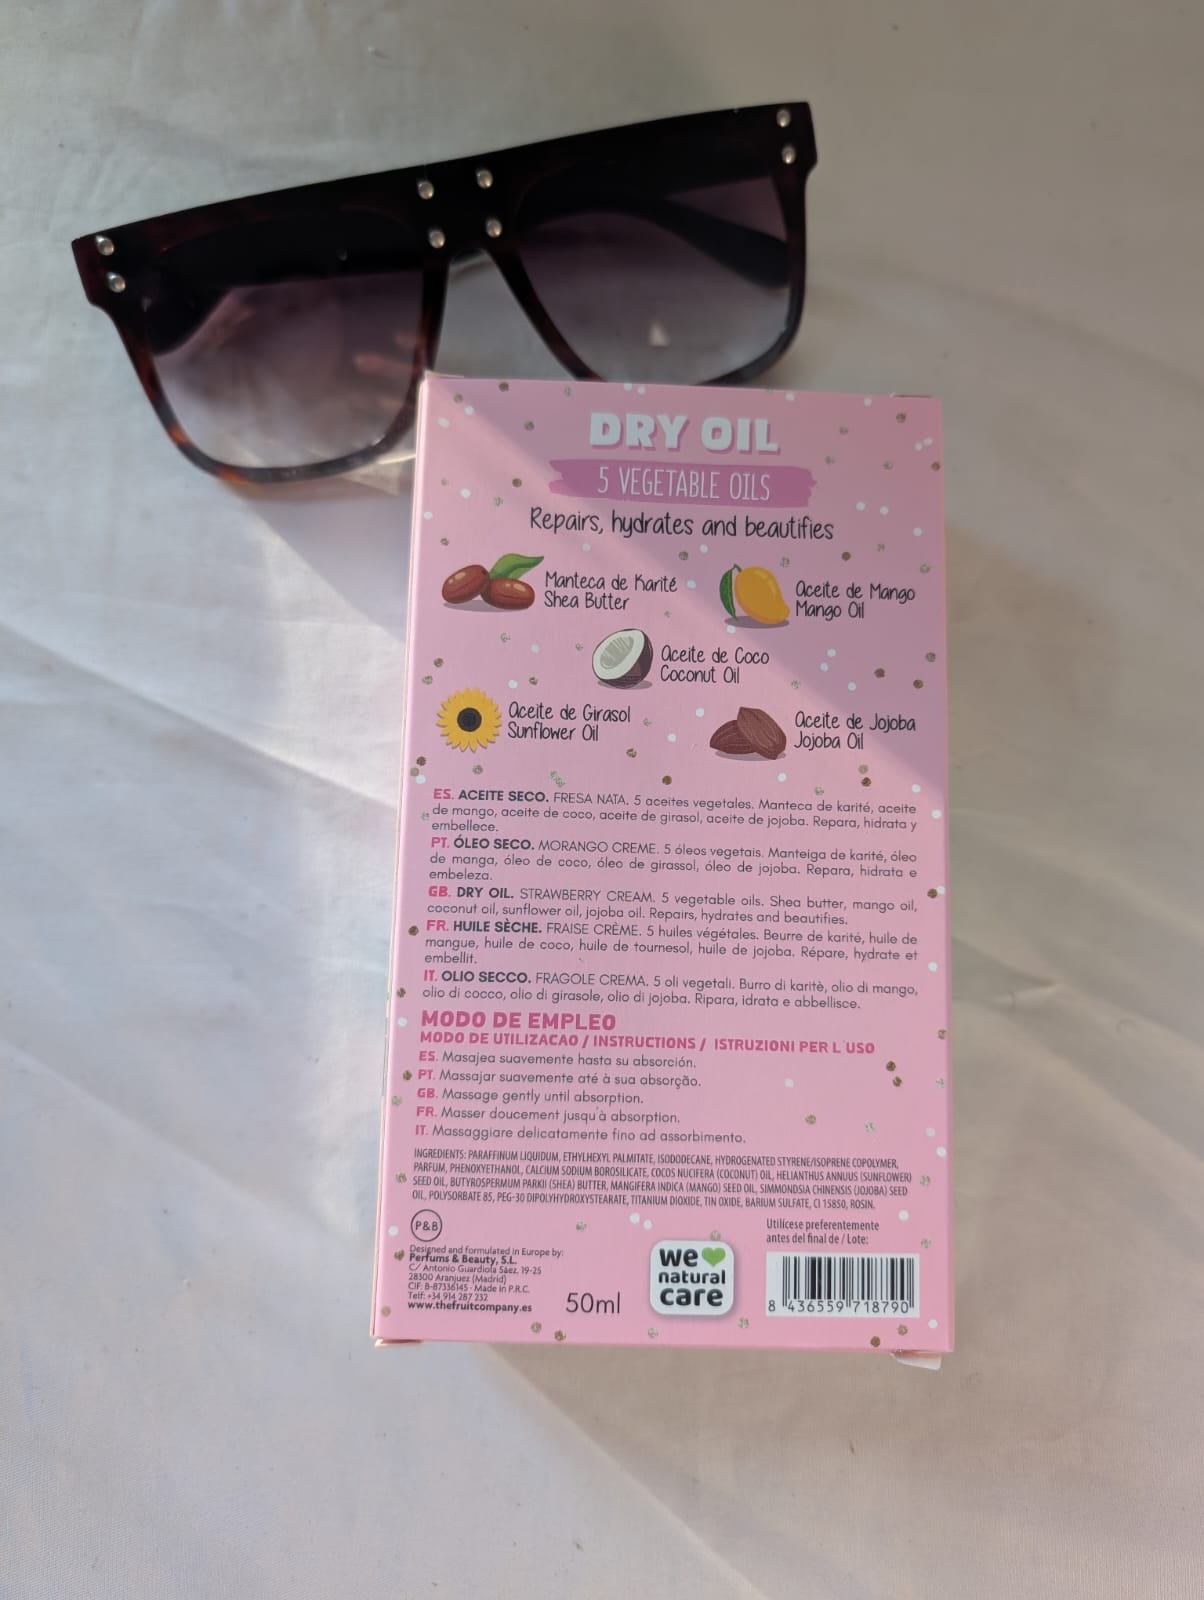 DRY OIL
5 VEGETABLE OILS
Repairs, hydrates and beautifies
Manteca de Karité
Shea Butter
Aceite de Mango
Mango Oil
Aceite de Coco
Coconut Oil
Aceite de Girasol
Sunflower Oil
Aceite de Jojoba
Jojoba Oil
ES. ACEITE SECO. FRESA NATA. 5 aceites vegetales. Manteca de karité, aceite
de mango, aceite de coco, aceite de girasol, aceite de jojoba. Repara, hidrata y
embellece.
PT. ÓLEO SECO. MORANGO CREME. 5 óleos vegetais. Manteiga de karité, óleo
de manga, óleo de coco, óleo de girassol, óleo de jojoba. Repara, hidrata e
embeleza.
GB. DRY OIL. STRAWBERRY CREAM. 5 vegetable oils. Shea butter, mango oil,
coconut oil, sunflower oil, jojoba oil. Repairs, hydrates and beautifies.
FR. HUILE SÈCHE. FRAISE CRÈME. 5 huiles végétales. Beurre de karité, huile de
mangue, huile de coco, huile de tournesol, huile de jojoba. Répare, hydrate et
embellit.
IT. OLIO SECCO. FRAGOLE CREMA. 5 oli vegetali. Burro di karitè, olio di mango,
olio di cocco, olio di girasole, olio di jojoba. Ripara, idrata e abbellisce.
MODO DE EMPLEO
MODO DE UTILIZACAO / INSTRUCTIONS / ISTRUZIONI PER L'USO
ES. Masajea suavemente hasta su absorción.
PT. Massajar suavemente até à sua absorção.
GB. Massage gently until absorption.
FR. Masser doucement jusqu'à absorption.
IT. Massaggiare delicatamente fino ad assorbimento.
INGREDIENTS: PARAFFINUM LIQUIDUM, ETHYLHEXYL PALMITATE, ISODODECANE, HYDROGENATED STYRENE/ISOPRENE COPOLYMER,
PARFUM, PHENOXYETHANOL, CALCIUM SODIUM BOROSILICATE, COCOS NUCIFERA (COCONUT) OIL, HELIANTHUS ANNUUS (SUNFLOWER)
SEED OIL, BUTYROSPERMUM PARKII (SHEA) BUTTER, MANGIFERA INDICA (MANGO) SEED OIL, SIMMONDSIA CHINENSIS (JOJOBA) SEED
OIL, POLYSORBATE 85, PEG-30 DIPOLYHYDROXYSTEARATE, TITANIUM DIOXIDE, TIN OXIDE, BARIUM SULFATE, CI 15850, ROSIN.
P&B
Designed and formulated in Europe by:
Perfums & Beauty, S.L.
C/ Antonio Guardiola Sáez, 19-25
28300 Aranjuez (Madrid)
CIF: B-87336145 · Made in P.R.C.
Telf: +34 914 287 232
www.thefruitcompany.es
50ml
we
natural
care
Utilícese preferentemente
antes del final de / Lote:
8 436559 718790